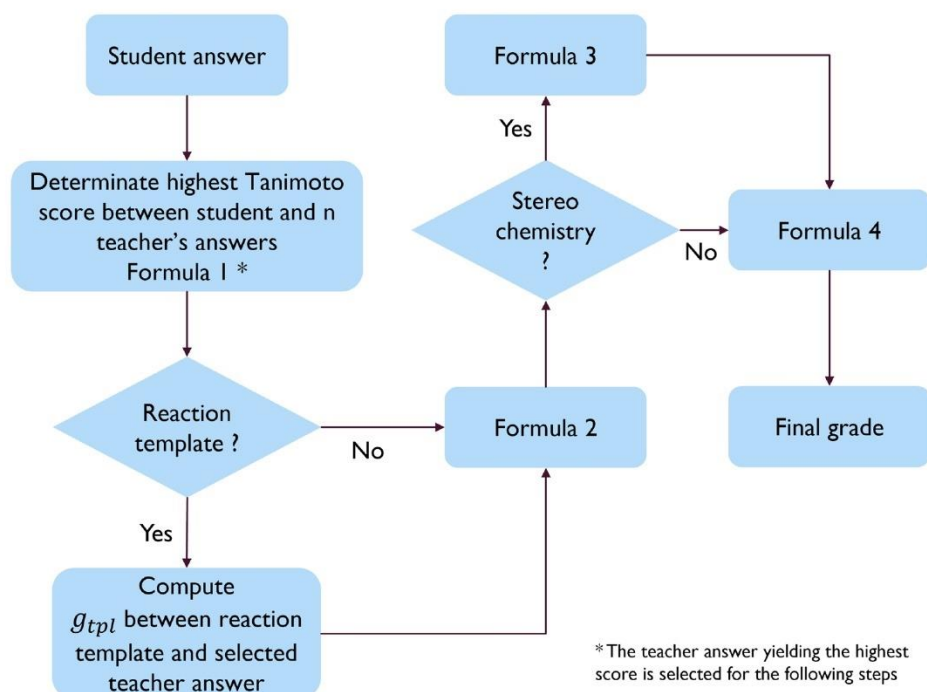 Student answer
Determinate highest Tanimoto
score between student and n
teacher's answers
Formula 1 *
Reaction
template ?
No
Yes
Compute
g_{tpl} between reaction
template and selected
teacher answer
Formula 2
Stereo
chemistry
?
Yes
No
Formula 3
Formula 4
Final grade
* The teacher answer yielding the highest
score is selected for the following steps